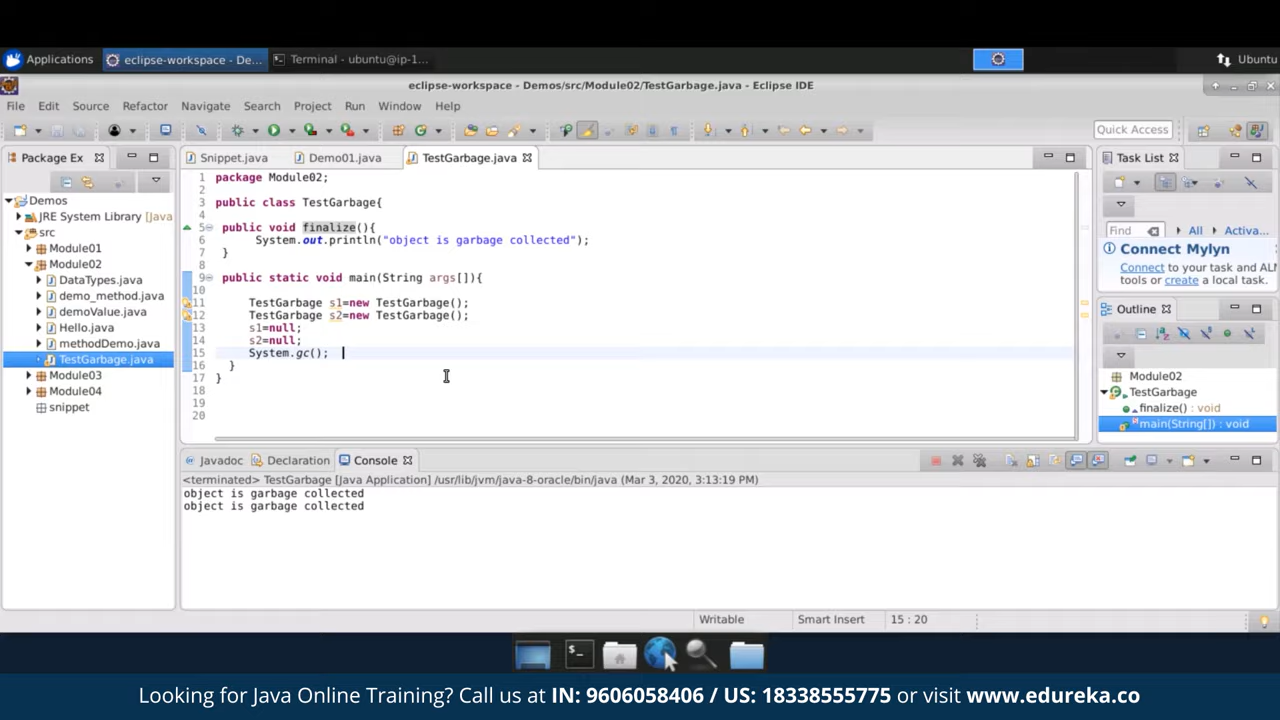 Applications
eclipse-workspace - De...
Terminal - ubuntu@ip-1...
Ubuntu
eclipse-workspace - Demos/src/Module02/TestGarbage.java - Eclipse IDE
File Edit Source Refactor Navigate Search Project Run Window Help
Quick Access
Package Ex
Demos
JRE System Library [Java
src
Module01
Module02
DataTypes.java
demo_method.java
demoValue.java
Hello.java
methodDemo.java
TestGarbage.java
Module03
Module04
snippet
Snippet.java Demo01.java TestGarbage.java
1 package Module02;
2
3 public class TestGarbage{
4
5 public void finalize(){
6 System.out.println("object is garbage collected");
7 }
8
9 public static void main(String args[]){
10
11 TestGarbage s1=new TestGarbage();
12 TestGarbage s2=new TestGarbage();
13 s1=null;
14 s2=null;
15 System.gc();
16 }
17 }
18
19
20
Task List
Find All Activa...
Connect Mylyn
Connect to your task and AL
tools or create a local task.
Outline
Module02
TestGarbage
finalize() : void
main(String[]) : void
Javadoc Declaration Console
<terminated> TestGarbage [Java Application] /usr/lib/jvm/java-8-oracle/bin/java (Mar 3, 2020, 3:13:19 PM)
object is garbage collected
object is garbage collected
Writable Smart Insert 15 : 20
Looking for Java Online Training? Call us at IN: 9606058406 / US: 18338555775 or visit www.edureka.co